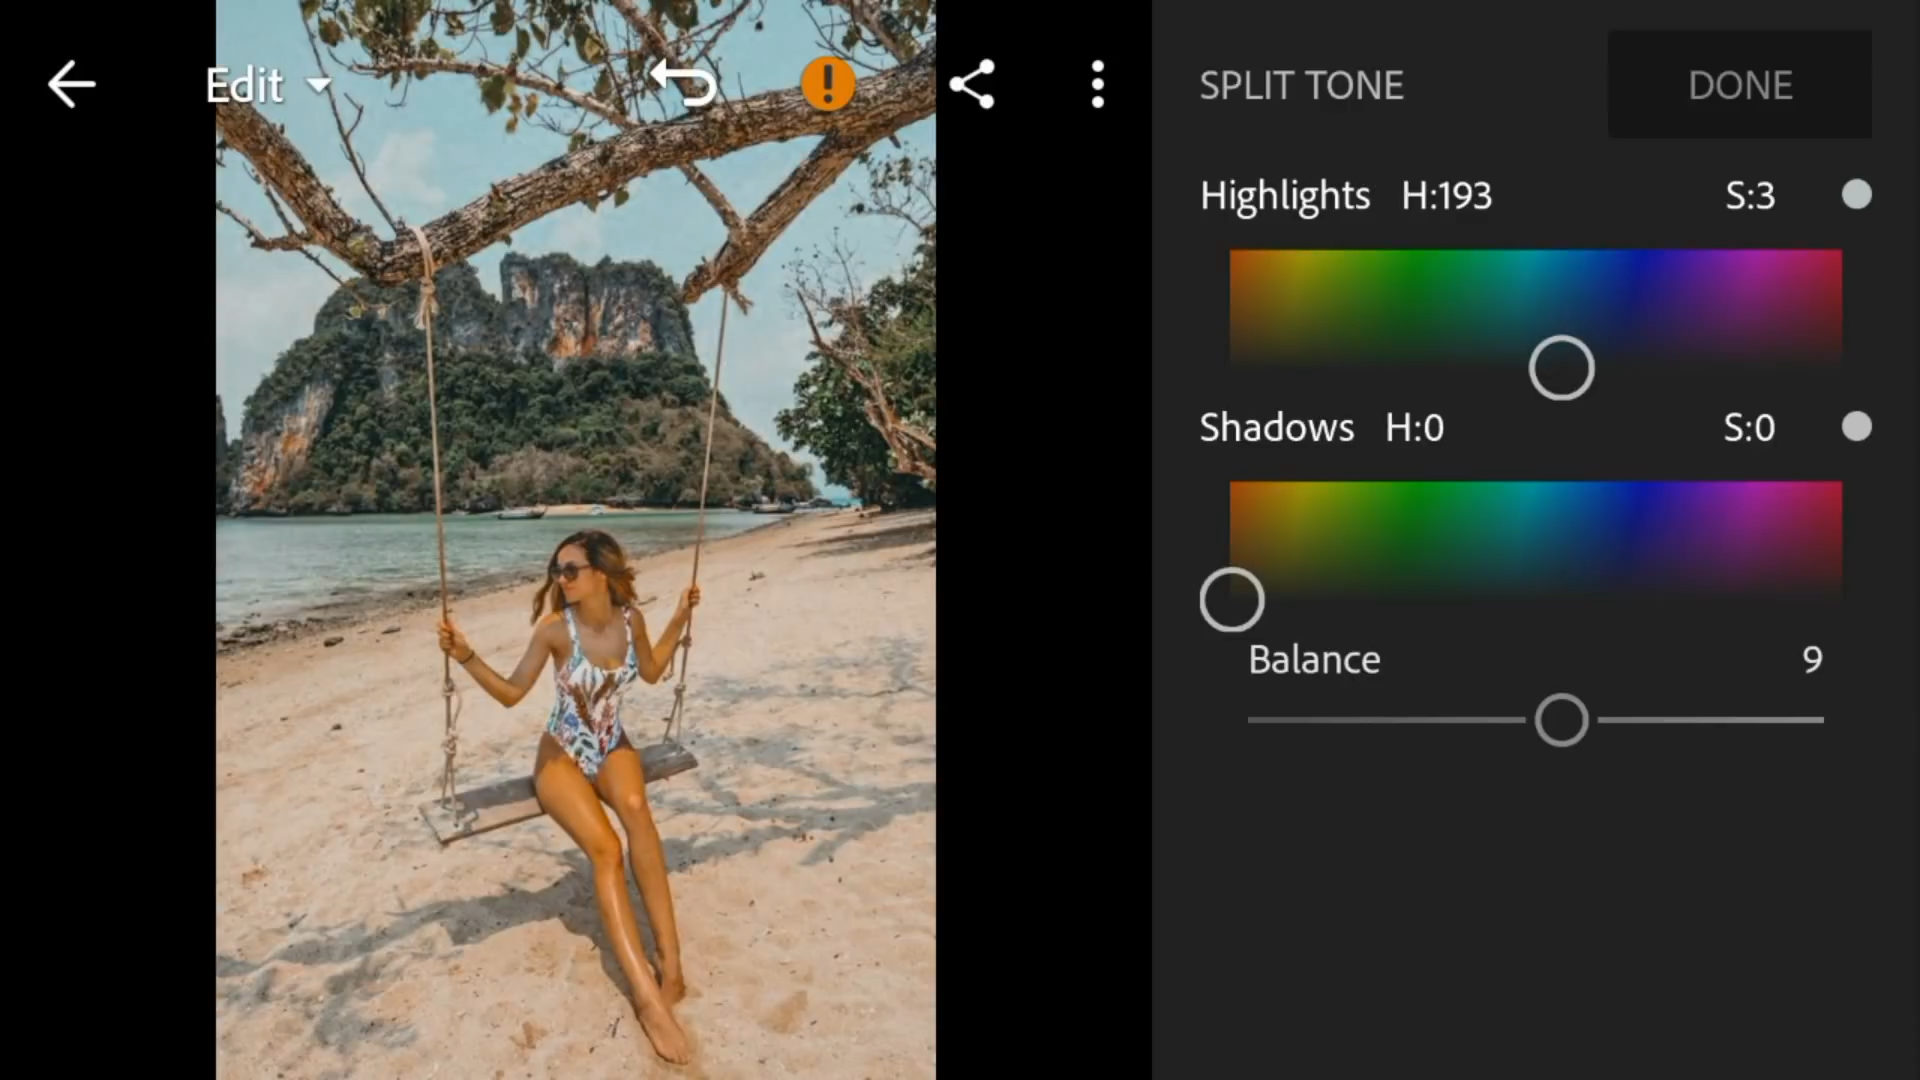 Edit
!
SPLIT TONE
DONE
Highlights H:193 S:3
Shadows H:0 S:0
Balance 9